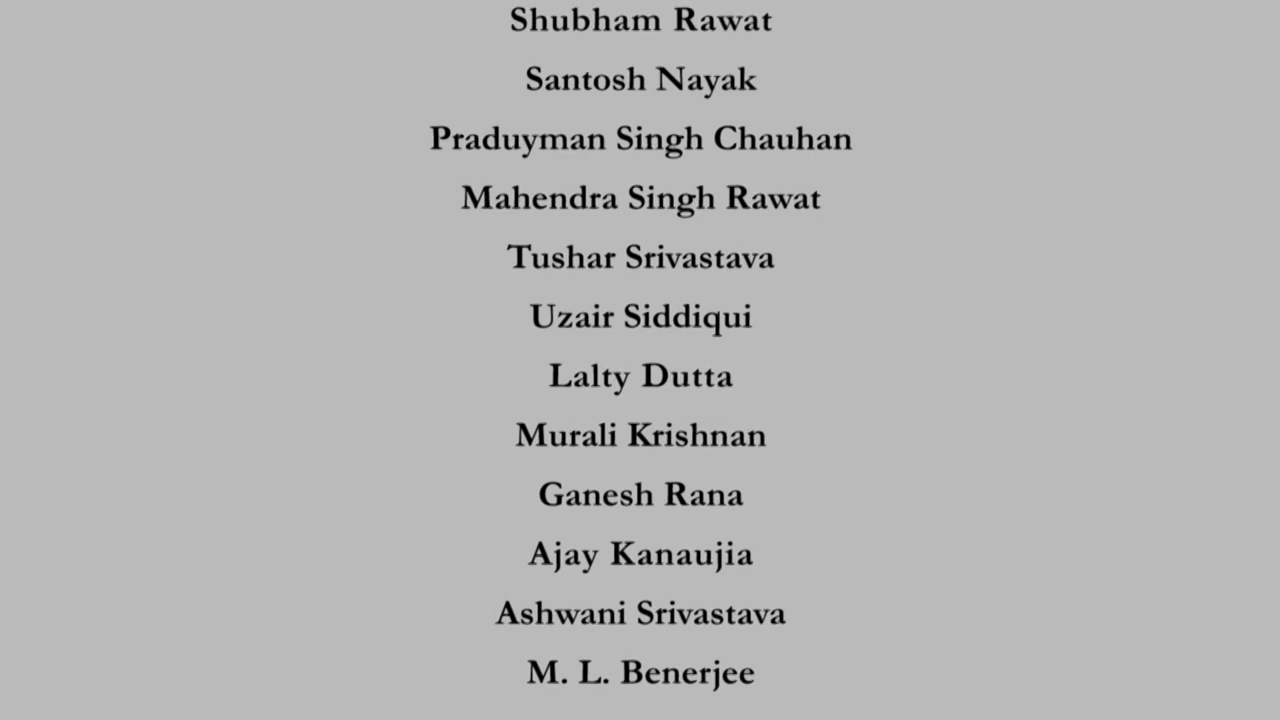 Shubham Rawat
Santosh Nayak
Praduyman Singh Chauhan
Mahendra Singh Rawat
Tushar Srivastava
Uzair Siddiqui
Lalty Dutta
Murali Krishnan
Ganesh Rana
Ajay Kanaujia
Ashwani Srivastava
M. L. Benerjee